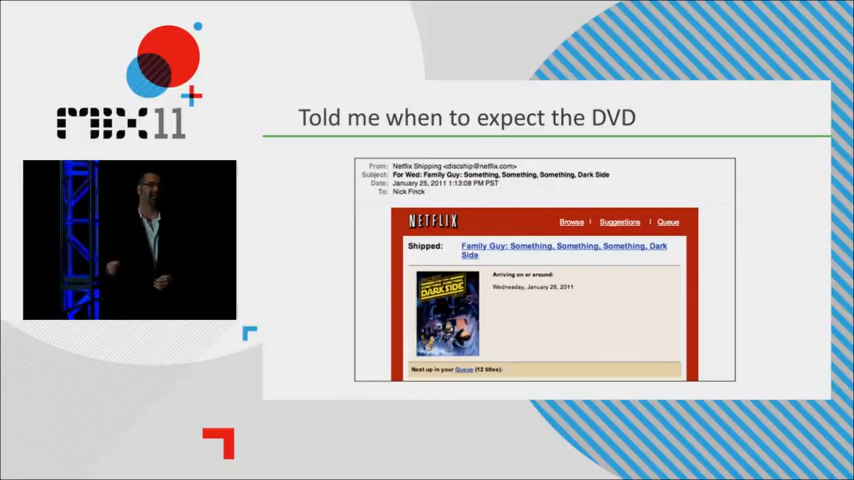 MIX11
Told me when to expect the DVD
From: Netflix Shipping <discship@netflix.com>
Subject: For Wed: Family Guy: Something, Something, Something, Dark Side
Date: January 25, 2011 1:13:08 PM PST
To: Nick Finck
NETFLIX
Browse | Suggestions | Queue
Shipped: Family Guy: Something, Something, Something, Dark
Side
Arriving on or around:
Wednesday, January 26, 2011
DARK SIDE
Next up in your Queue (12 titles):